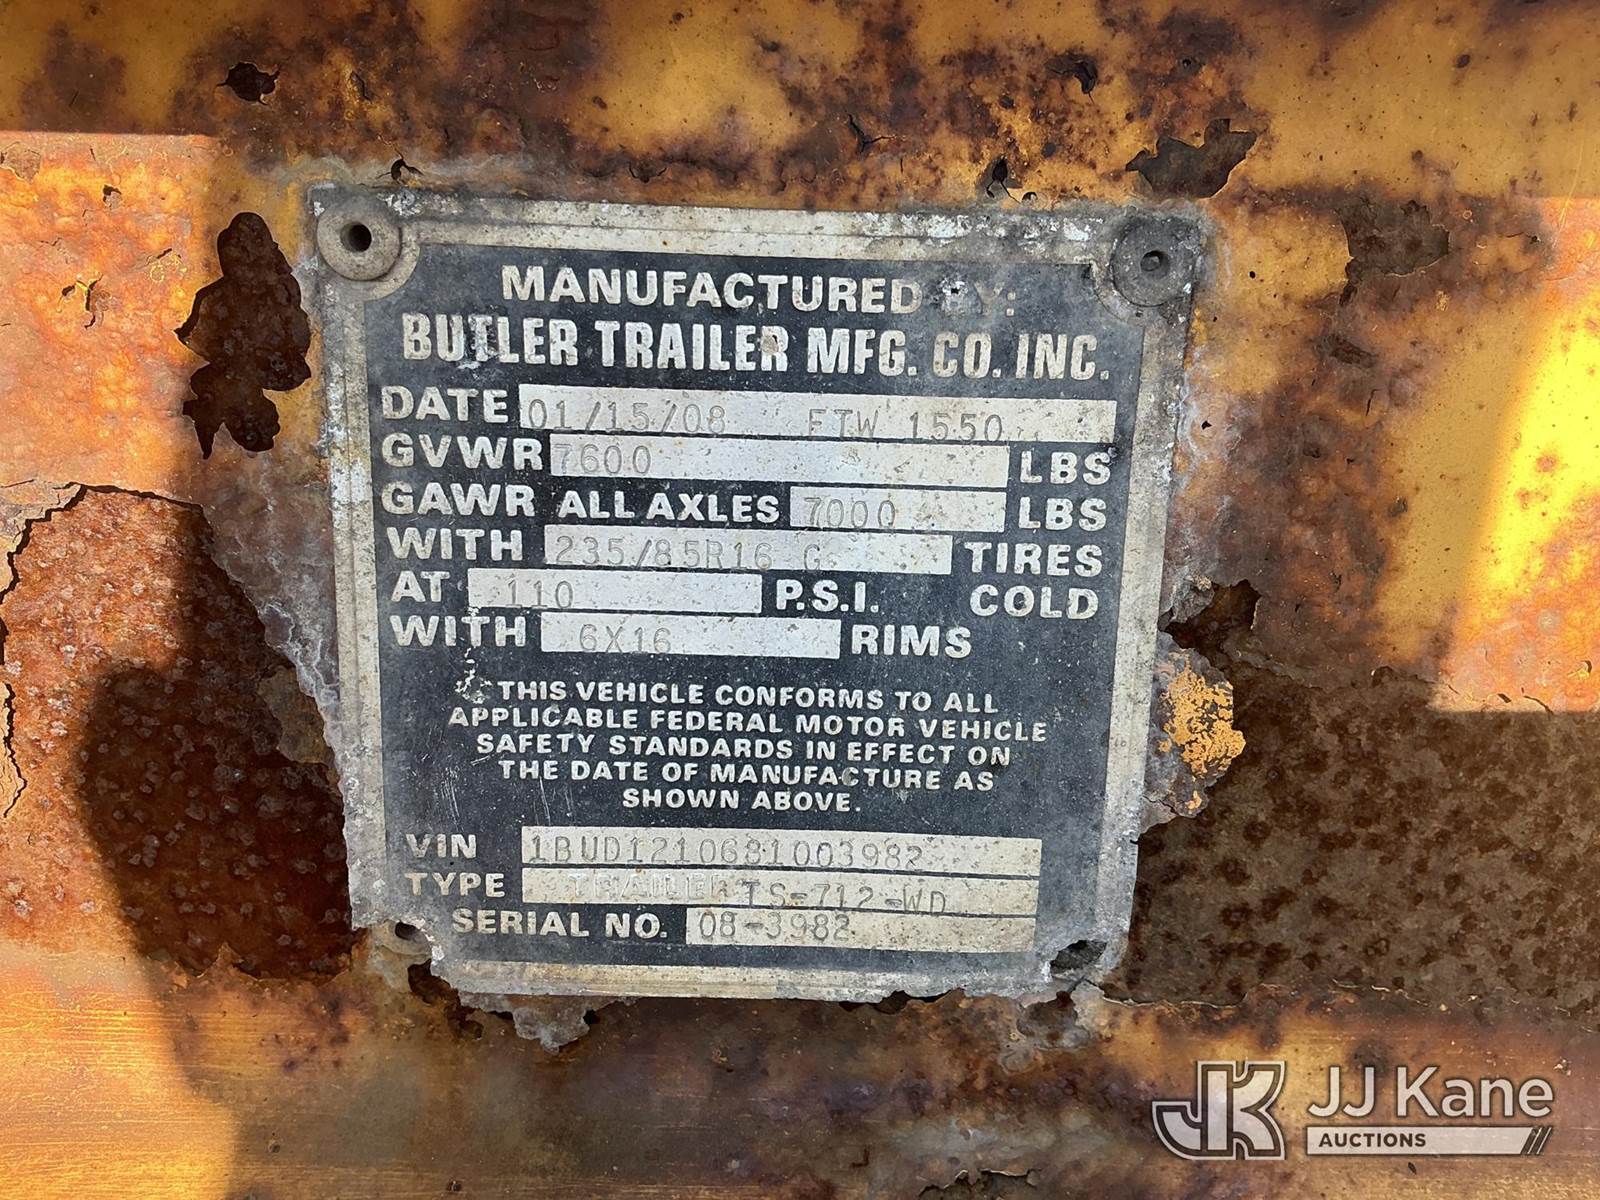 MANUFACTURED BY:
BUTLER TRAILER MFG. CO. INC.
DATE 01/15/08 FTW 1550
GVWR 7600 LBS
GAWR ALL AXLES 7000 LBS
WITH 235/85R16 G TIRES
AT 110 P.S.I. COLD
WITH 6X16 RIMS
THIS VEHICLE CONFORMS TO ALL
APPLICABLE FEDERAL MOTOR VEHICLE
SAFETY STANDARDS IN EFFECT ON
THE DATE OF MANUFACTURE AS
SHOWN ABOVE.
VIN 1BUD1210681003982
TYPE TRAILER TS-712-WD
SERIAL NO. 08-3982
JK JJ Kane
AUCTIONS